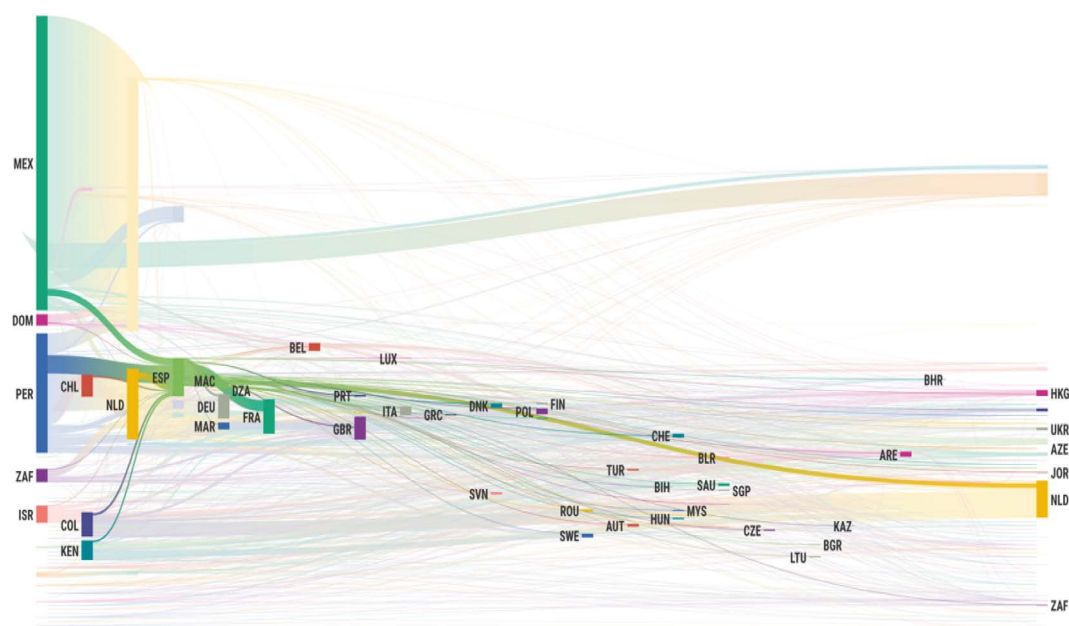 MEX
DOM
BEL
LUX
ESP
MAC
BHR
CHL
DZA
PER
PRT
HKG
NLD
DEU
DNK
FIN
ITA
GRC
POL
FRA
MAR
GBR
UKR
CHE
AZE
ARE
BLR
TUR
JOR
ZAF
BIH
SAU
SGP
SVN
NLD
ISR
ROU
MYS
HUN
COL
AUT
KAZ
CZE
SWE
BGR
KEN
LTU
ZAF